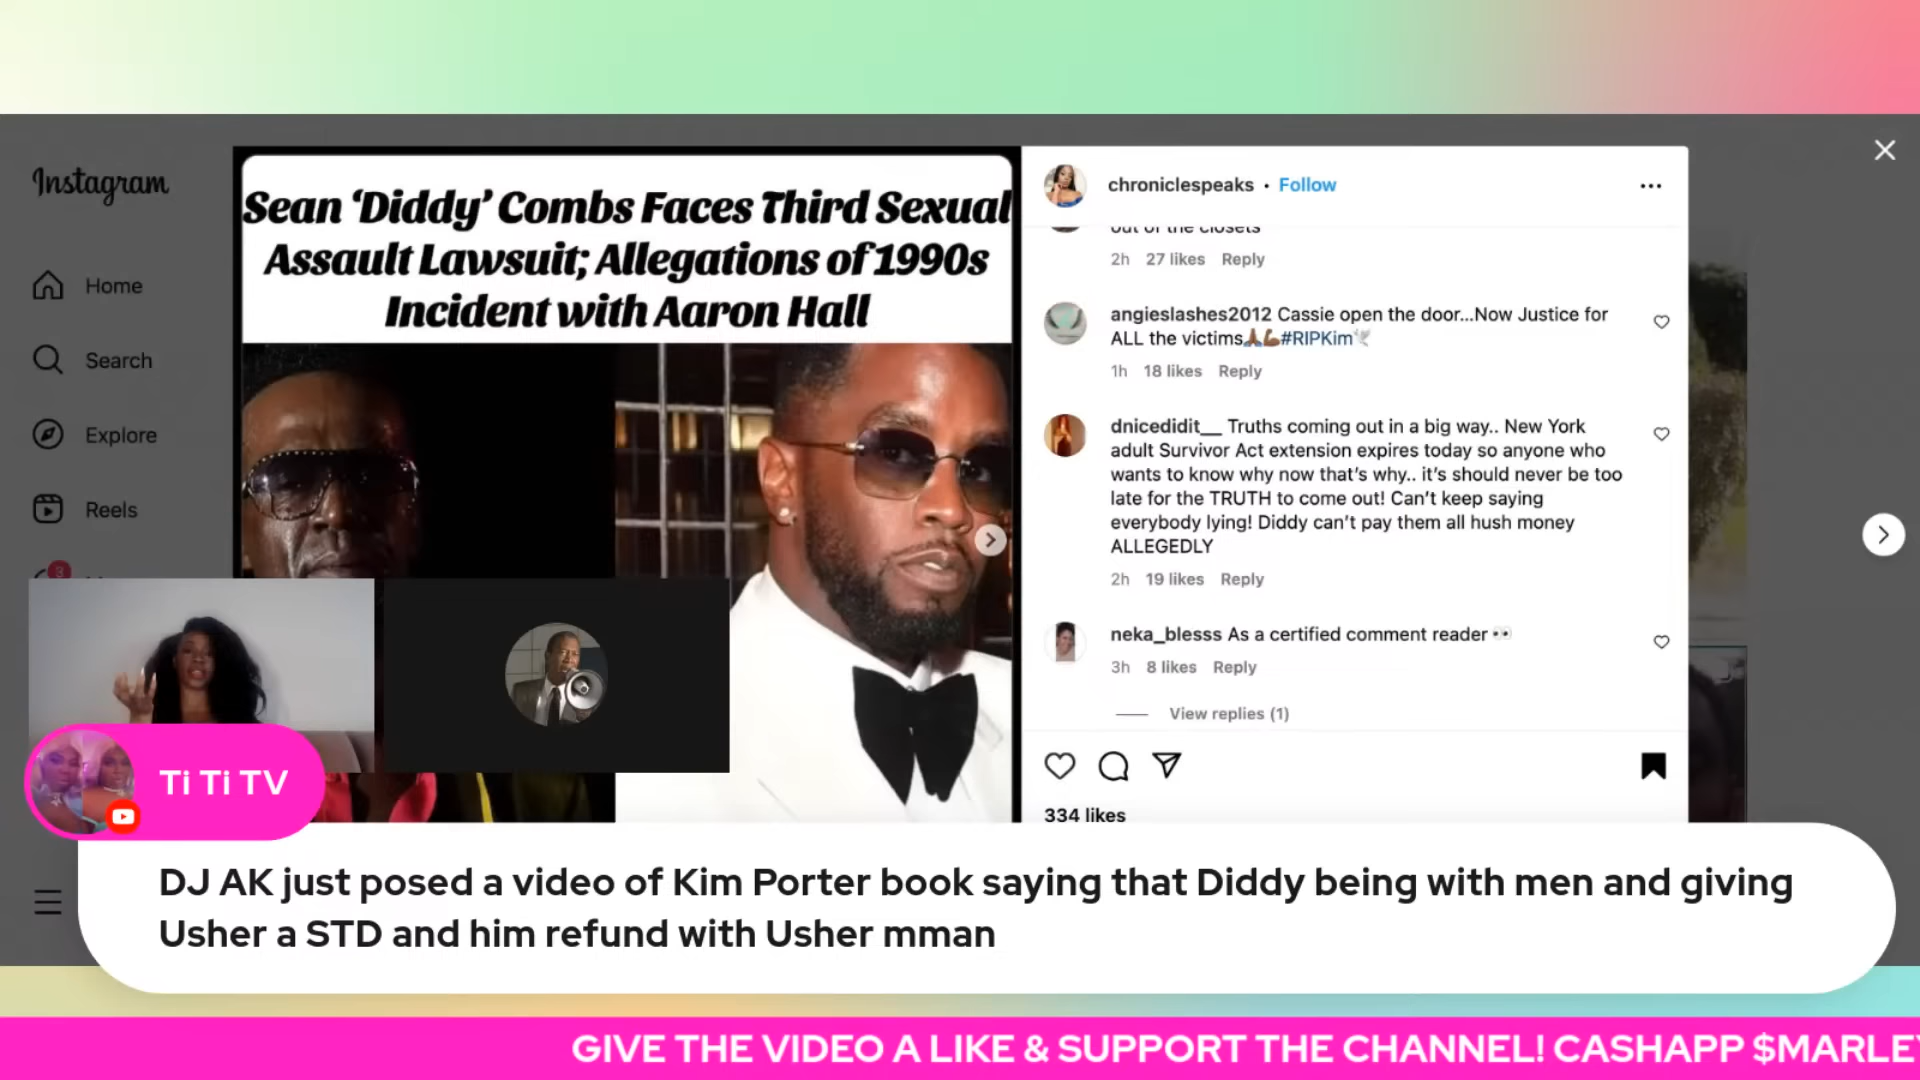 Instagram
Home
Search
Explore
Reels
3
Sean ‘Diddy’ Combs Faces Third Sexual
Assault Lawsuit; Allegations of 1990s
Incident with Aaron Hall
chroniclespeaks • Follow
out of the closets
2h 27 likes Reply
angieslashes2012 Cassie open the door...Now Justice for
ALL the victims🙏🏾💪🏾#RIPKim🕊
1h 18 likes Reply
dnicedidit__ Truths coming out in a big way.. New York
adult Survivor Act extension expires today so anyone who
wants to know why now that’s why.. it’s should never be too
late for the TRUTH to come out! Can’t keep saying
everybody lying! Diddy can’t pay them all hush money
ALLEGEDLY
2h 19 likes Reply
neka_blesss As a certified comment reader 👀
3h 8 likes Reply
View replies (1)
334 likes
Ti Ti TV
DJ AK just posed a video of Kim Porter book saying that Diddy being with men and giving
Usher a STD and him refund with Usher mman
GIVE THE VIDEO A LIKE & SUPPORT THE CHANNEL! CASHAPP $MARLE